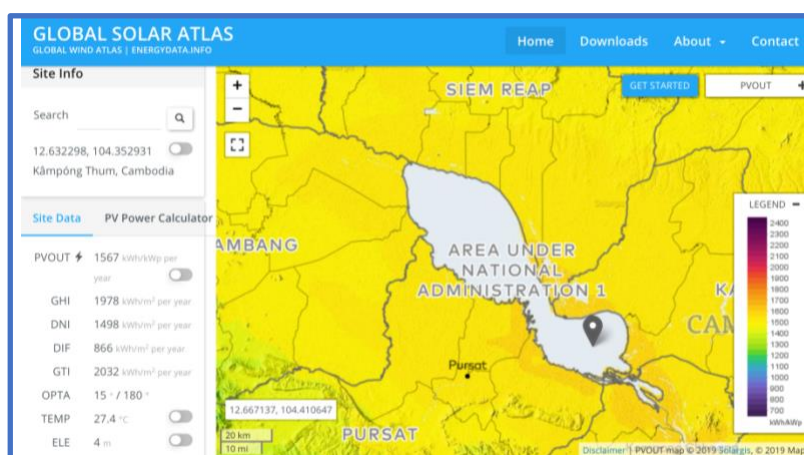 GLOBAL SOLAR ATLAS
GLOBAL WIND ATLAS | ENERGYDATA.INFO
Home
Downloads
About
Contact
Site Info
Search
12.632298, 104.352931
Kâmpóng Thum, Cambodia
Site Data
PV Power Calculator
PVOUT 1567 kWh/kWp per
year
GHI 1978 kWh/m² per year
DNI 1498 kWh/m² per year
DIF 866 kWh/m² per year
GTI 2032 kWh/m² per year
OPTA 15 ° / 180 °
TEMP 27.4 °C
ELE 4 m
+
−
SIEM REAP
GET STARTED
PVOUT +
AMBANG
AREA UNDER
NATIONAL
ADMINISTRATION 1
KA
CAM
Pursat
PURSAT
12.667137, 104.410647
20 km
10 mi
LEGEND −
2400
2300
2200
2100
2000
1900
1800
1700
1600
1500
1400
1300
1200
1100
1000
900
800
700
kWh/kWp
Disclaimer | PVOUT map © 2019 Solargis, © 2019 Map